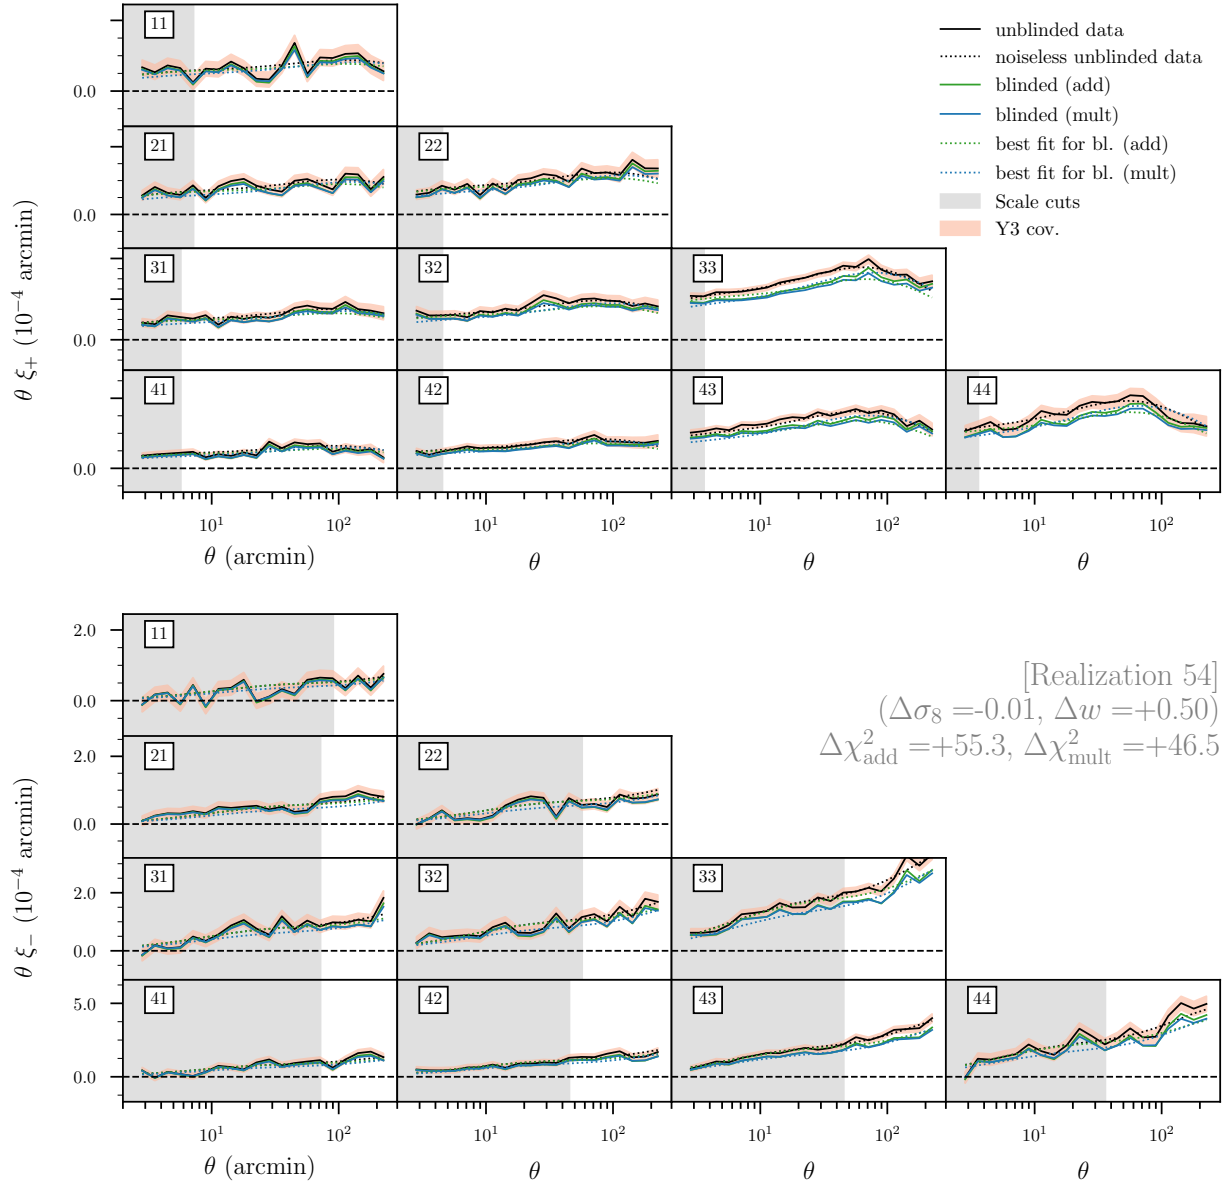 11
0.0
unblinded data
noiseless unblinded data
blinded (add)
blinded (mult)
best fit for bl. (add)
best fit for bl. (mult)
Scale cuts
Y3 cov.
21
22
0.0
31
32
33
0.0
41
42
43
44
0.0
θ ξ+ (10⁻⁴ arcmin)
10¹ 10² 10¹ 10² 10¹ 10² 10¹ 10²
θ (arcmin) θ θ θ
2.0
11
0.0
[Realization 54]
(Δσ₈ =-0.01, Δw =+0.50)
Δχ²add =+55.3, Δχ²mult =+46.5
2.0
21
22
0.0
31
32
33
2.0
0.0
41
42
43
44
5.0
0.0
θ ξ− (10⁻⁴ arcmin)
10¹ 10² 10¹ 10² 10¹ 10² 10¹ 10²
θ (arcmin) θ θ θ